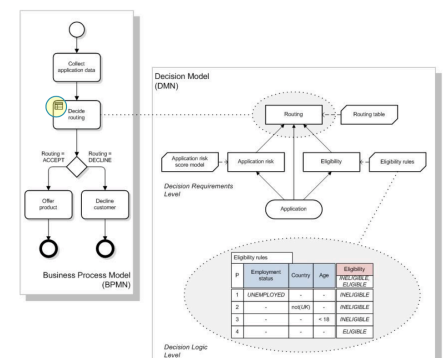 Collect
application data
Decide
routing
Routing =
ACCEPT
Routing =
DECLINE
Offer
product
Decline
customer
Business Process Model
(BPMN)
Decision Model
(DMN)
Routing
Routing table
Application risk
score model
Application risk
Eligibility
Eligibility rules
Decision Requirements
Level
Application
Eligibility rules
P
Employment
status
Country
Age
Eligibility
INELIGIBLE,
ELIGIBLE
1 UNEMPLOYED - - INELIGIBLE
2 - not(UK) - INELIGIBLE
3 - - < 18 INELIGIBLE
4 - - - ELIGIBLE
Decision Logic
Level